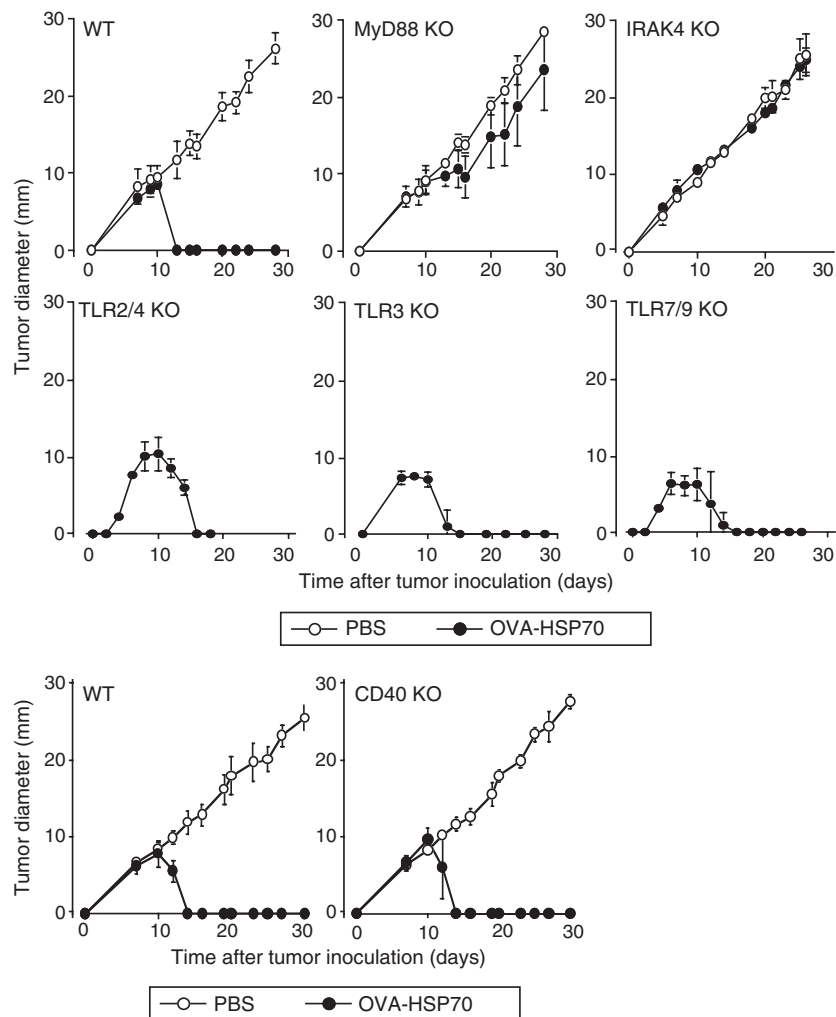 WT
MyD88 KO
IRAK4 KO
30
20
10
0
30
20
10
0
30
20
10
0
0 10 20 30
0 10 20 30
0 10 20 30
Tumor diameter (mm)
TLR2/4 KO
TLR3 KO
TLR7/9 KO
30
20
10
0
30
20
10
0
30
20
10
0
0 10 20 30
0 10 20 30
0 10 20 30
Time after tumor inoculation (days)
PBS OVA-HSP70
WT
CD40 KO
Tumor diameter (mm)
30
20
10
0
30
20
10
0
0 10 20 30
0 10 20 30
Time after tumor inoculation (days)
PBS OVA-HSP70